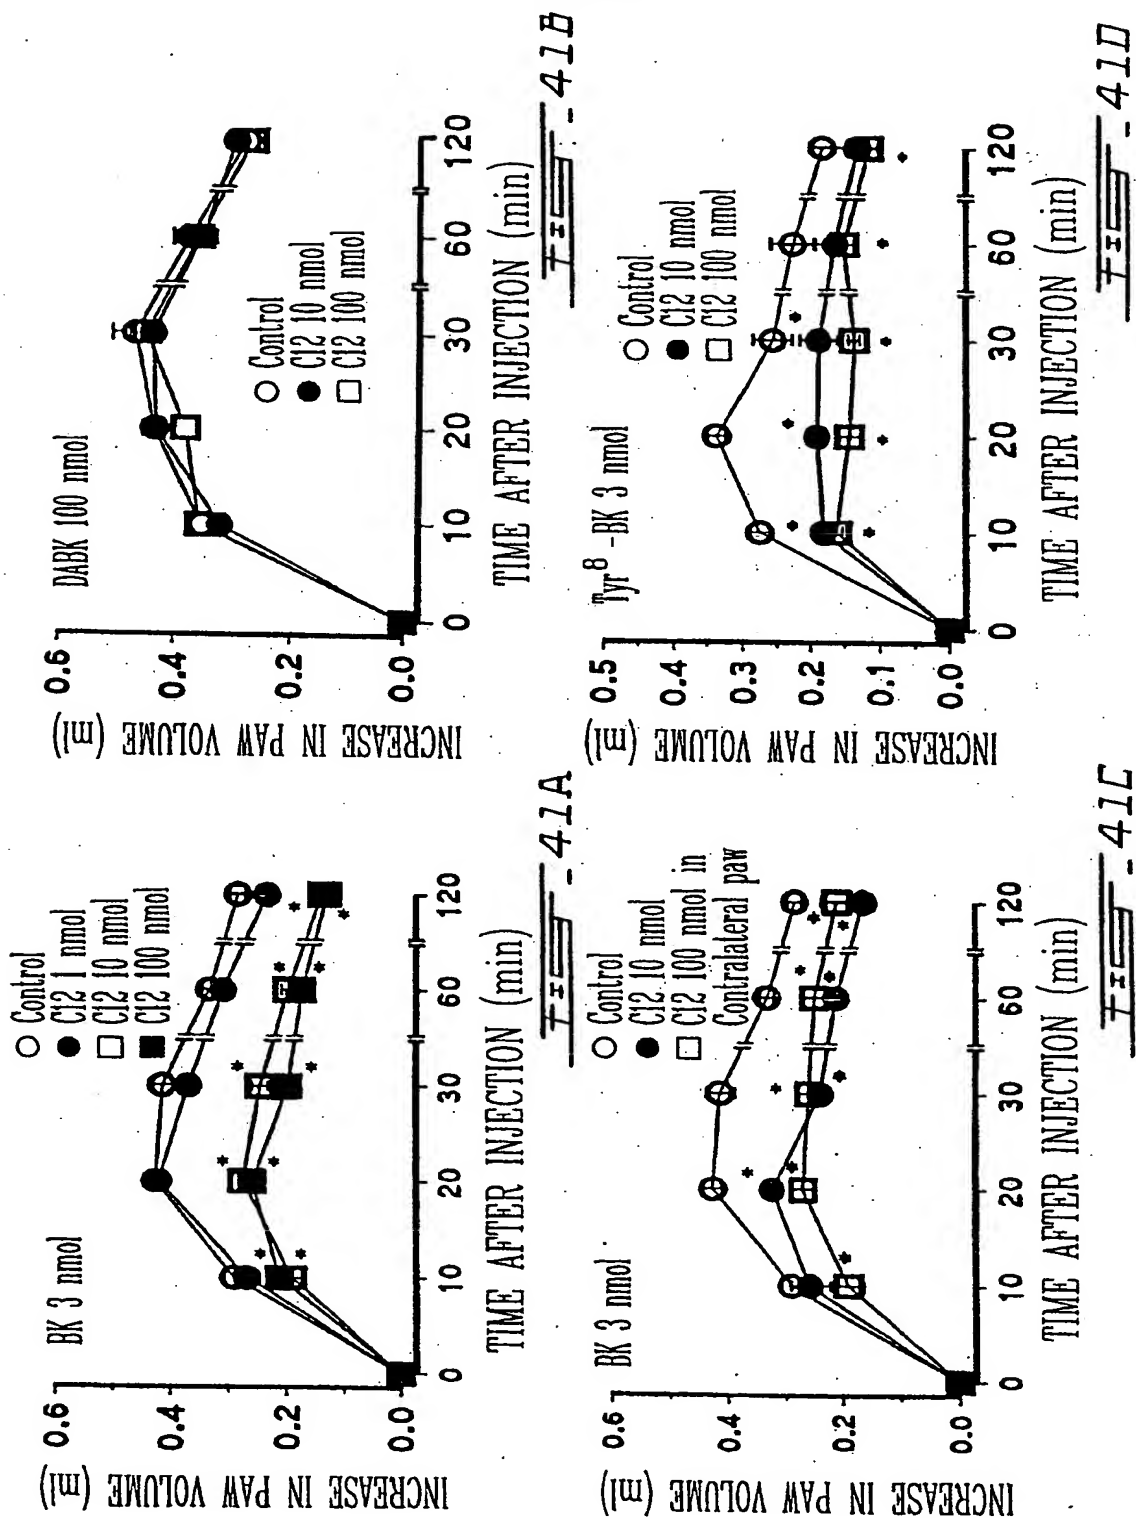 BK 3 nmol
Control
C12 1 nmol
C12 10 nmol
C12 100 nmol
INCREASE IN PAW VOLUME (ml)
0.6
0.4
0.2
0.0
0 10 20 30 60 120
TIME AFTER INJECTION (min)
* * * * * * * * * *
FIG - 41A
DABK 100 nmol
Control
C12 10 nmol
C12 100 nmol
INCREASE IN PAW VOLUME (ml)
0.6
0.4
0.2
0.0
0 10 20 30 60 120
TIME AFTER INJECTION (min)
FIG - 41B
BK 3 nmol
Control
C12 10 nmol
C12 100 nmol in
Contralateral paw
INCREASE IN PAW VOLUME (ml)
0.6
0.4
0.2
0.0
0 10 20 30 60 120
TIME AFTER INJECTION (min)
* * * * * * * * *
FIG - 41C
Tyr⁸-BK 3 nmol
Control
C12 10 nmol
C12 100 nmol
INCREASE IN PAW VOLUME (ml)
0.5
0.4
0.3
0.2
0.1
0.0
0 10 20 30 60 120
TIME AFTER INJECTION (min)
* * * * * * * *
FIG - 41D